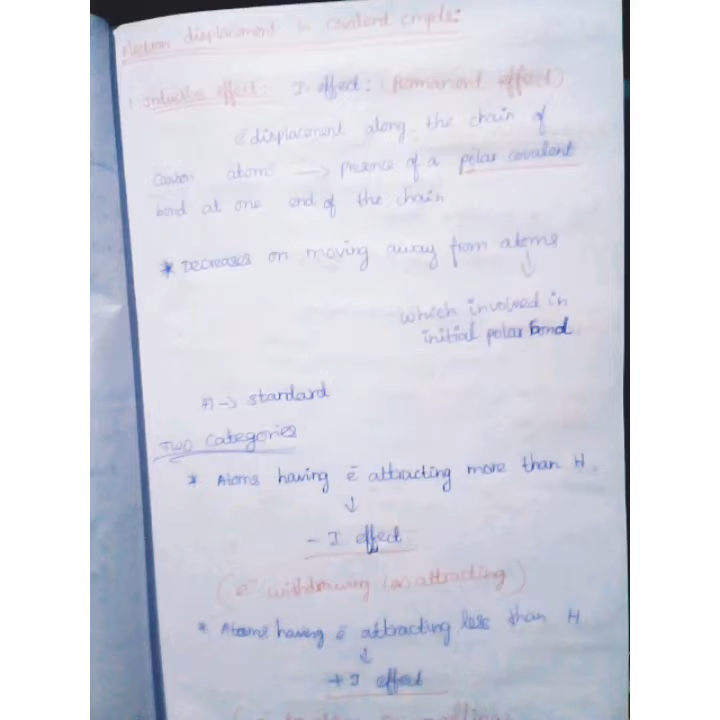 electron displacement in covalent cmpds:
1. Inductive effect: I effect: (Permanent effect)
ē displacement along the chain of
Carbon atoms → presence of a polar covalent
bond at one end of the chain
* Decreases on moving away from atoms
↓
which involved in
initial polar bond.
H → standard
Two Categories
* Atoms having ē attracting more than H.
↓
- I effect
(e⁻ withdrawing (or) attracting)
* Atoms having ē attracting less than H
↓
+ I effect